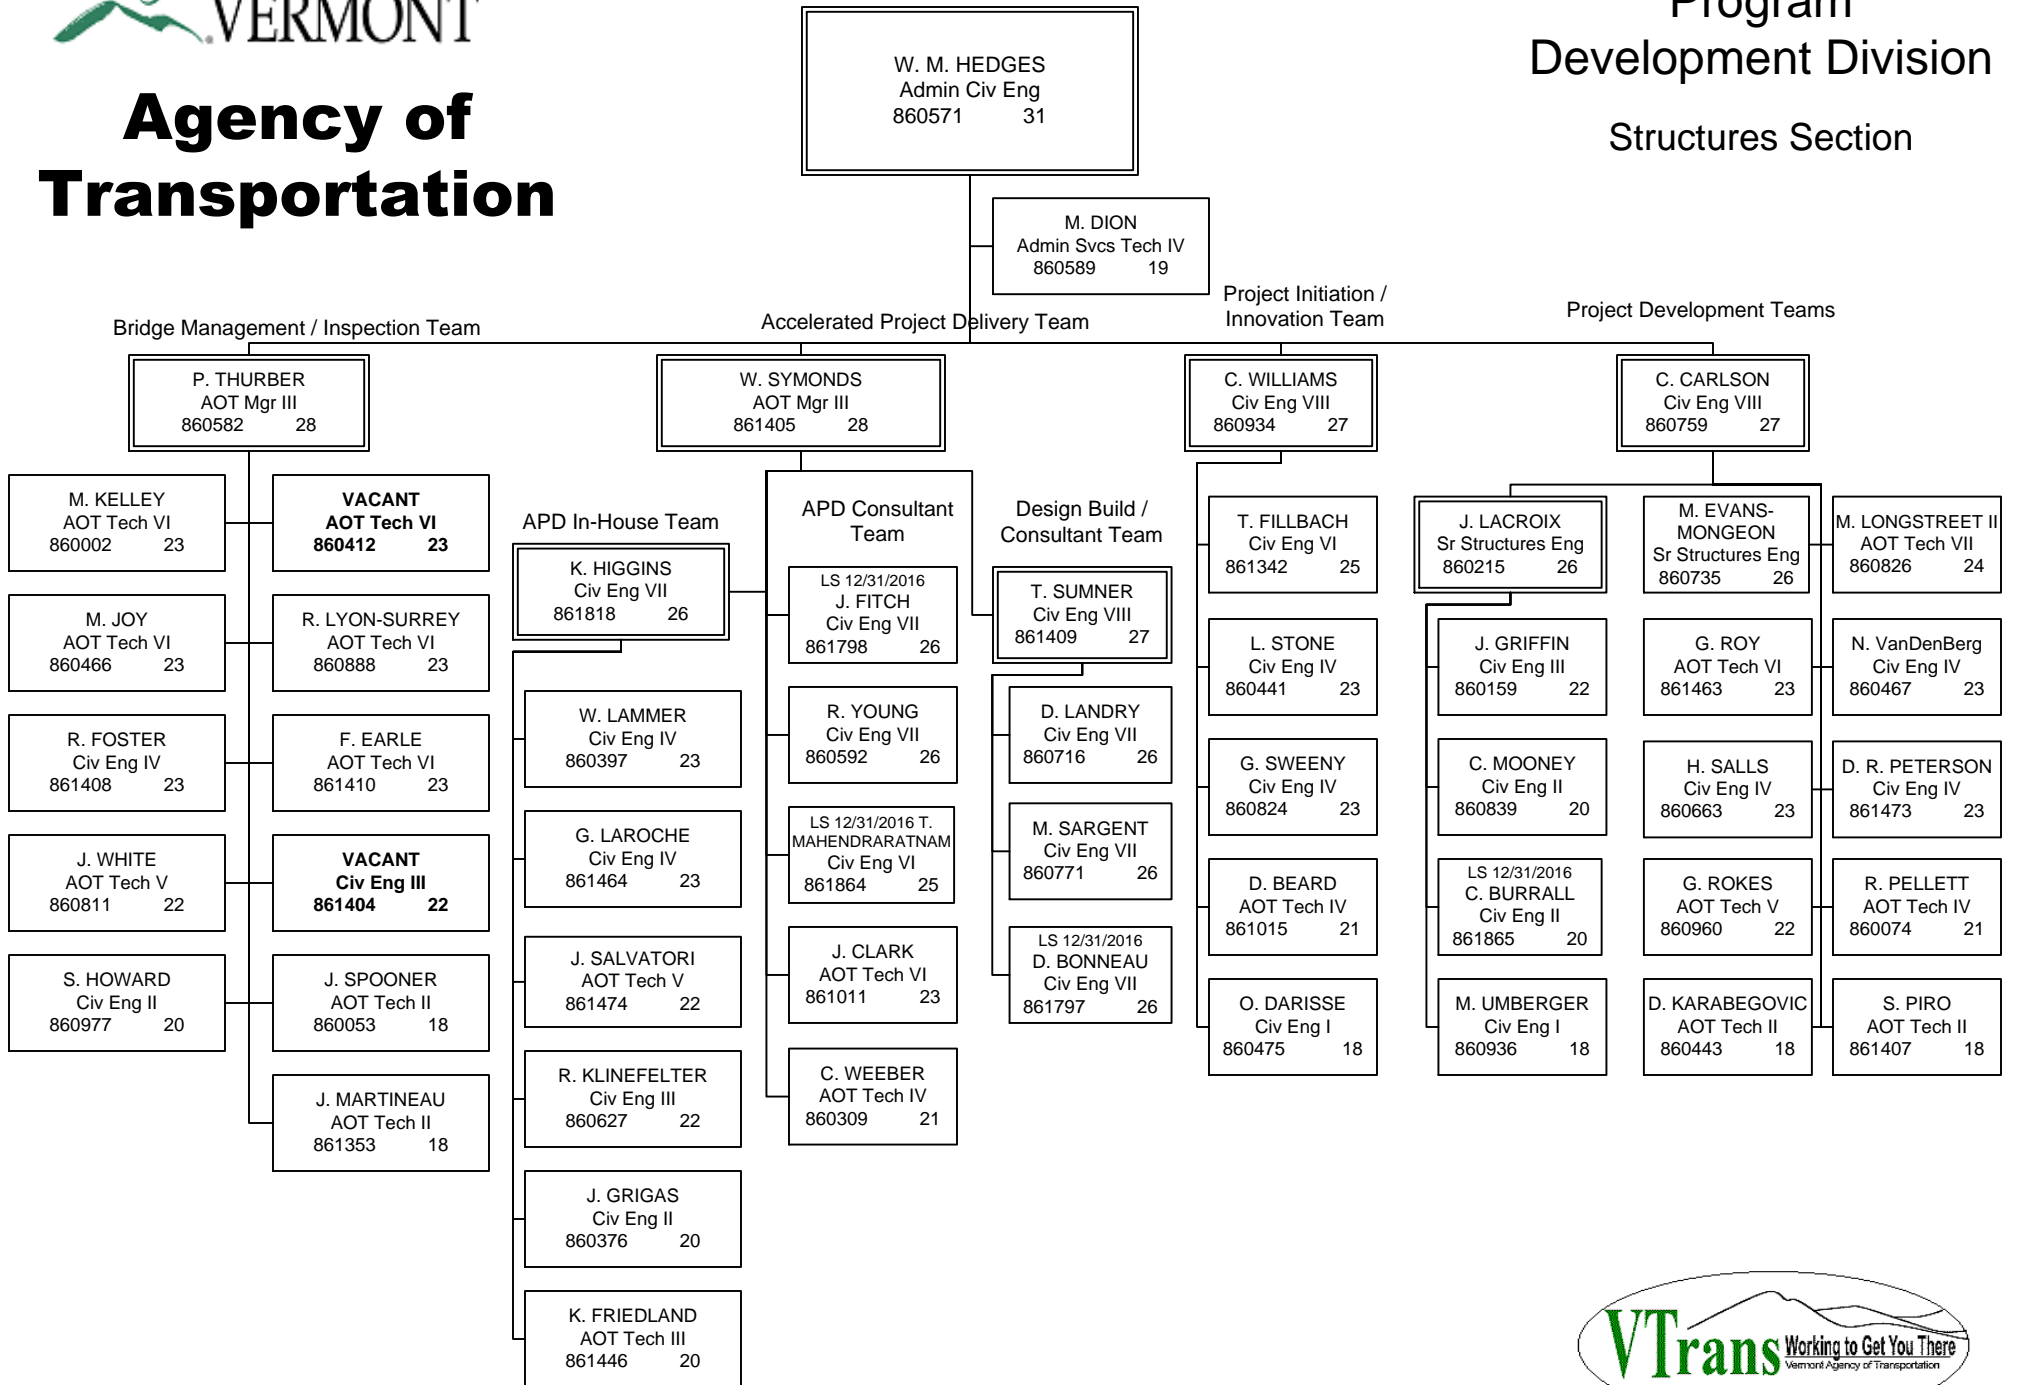 VERMONT
Agency of
Transportation
Program
Development Division
Structures Section
W. M. HEDGES
Admin Civ Eng
860571 31
M. DION
Admin Svcs Tech IV
860589 19
Bridge Management / Inspection Team
Accelerated Project Delivery Team
Project Initiation /
Innovation Team
Project Development Teams
P. THURBER
AOT Mgr III
860582 28
W. SYMONDS
AOT Mgr III
861405 28
C. WILLIAMS
Civ Eng VIII
860934 27
C. CARLSON
Civ Eng VIII
860759 27
M. KELLEY
AOT Tech VI
860002 23
VACANT
AOT Tech VI
860412 23
M. JOY
AOT Tech VI
860466 23
R. LYON-SURREY
AOT Tech VI
860888 23
R. FOSTER
Civ Eng IV
861408 23
F. EARLE
AOT Tech VI
861410 23
J. WHITE
AOT Tech V
860811 22
VACANT
Civ Eng III
861404 22
S. HOWARD
Civ Eng II
860977 20
J. SPOONER
AOT Tech II
860053 18
J. MARTINEAU
AOT Tech II
861353 18
APD In-House Team
K. HIGGINS
Civ Eng VII
861818 26
W. LAMMER
Civ Eng IV
860397 23
G. LAROCHE
Civ Eng IV
861464 23
J. SALVATORI
AOT Tech V
861474 22
R. KLINEFELTER
Civ Eng III
860627 22
J. GRIGAS
Civ Eng II
860376 20
K. FRIEDLAND
AOT Tech III
861446 20
APD Consultant
Team
LS 12/31/2016
J. FITCH
Civ Eng VII
861798 26
R. YOUNG
Civ Eng VII
860592 26
LS 12/31/2016 T.
MAHENDRARATNAM
Civ Eng VI
861864 25
J. CLARK
AOT Tech VI
861011 23
C. WEEBER
AOT Tech IV
860309 21
Design Build /
Consultant Team
T. SUMNER
Civ Eng VIII
861409 27
D. LANDRY
Civ Eng VII
860716 26
M. SARGENT
Civ Eng VII
860771 26
LS 12/31/2016
D. BONNEAU
Civ Eng VII
861797 26
T. FILLBACH
Civ Eng VI
861342 25
L. STONE
Civ Eng IV
860441 23
G. SWEENY
Civ Eng IV
860824 23
D. BEARD
AOT Tech IV
861015 21
O. DARISSE
Civ Eng I
860475 18
J. LACROIX
Sr Structures Eng
860215 26
J. GRIFFIN
Civ Eng III
860159 22
C. MOONEY
Civ Eng II
860839 20
LS 12/31/2016
C. BURRALL
Civ Eng II
861865 20
M. UMBERGER
Civ Eng I
860936 18
M. EVANS-
MONGEON
Sr Structures Eng
860735 26
M. LONGSTREET II
AOT Tech VII
860826 24
G. ROY
AOT Tech VI
861463 23
N. VanDenBerg
Civ Eng IV
860467 23
H. SALLS
Civ Eng IV
860663 23
D. R. PETERSON
Civ Eng IV
861473 23
G. ROKES
AOT Tech V
860960 22
R. PELLETT
AOT Tech IV
860074 21
D. KARABEGOVIC
AOT Tech II
860443 18
S. PIRO
AOT Tech II
861407 18
VTrans Working to Get You There
Vermont Agency of Transportation